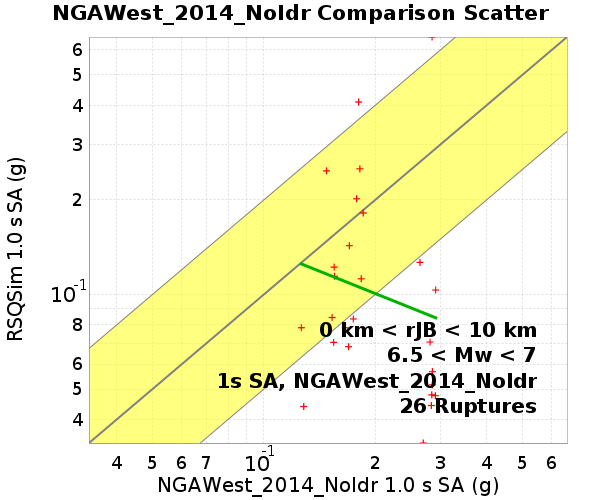 NGAWest_2014_NoIdr Comparison Scatter
6
5
4
3
2
10-1
8
6
5
4
RSQSim 1.0 s SA (g)
0 km < rJB < 10 km
6.5 < Mw < 7
1s SA, NGAWest_2014_NoIdr
26 Ruptures
4 5 6 7 10-1 2 3 4 5 6
NGAWest_2014_NoIdr 1.0 s SA (g)